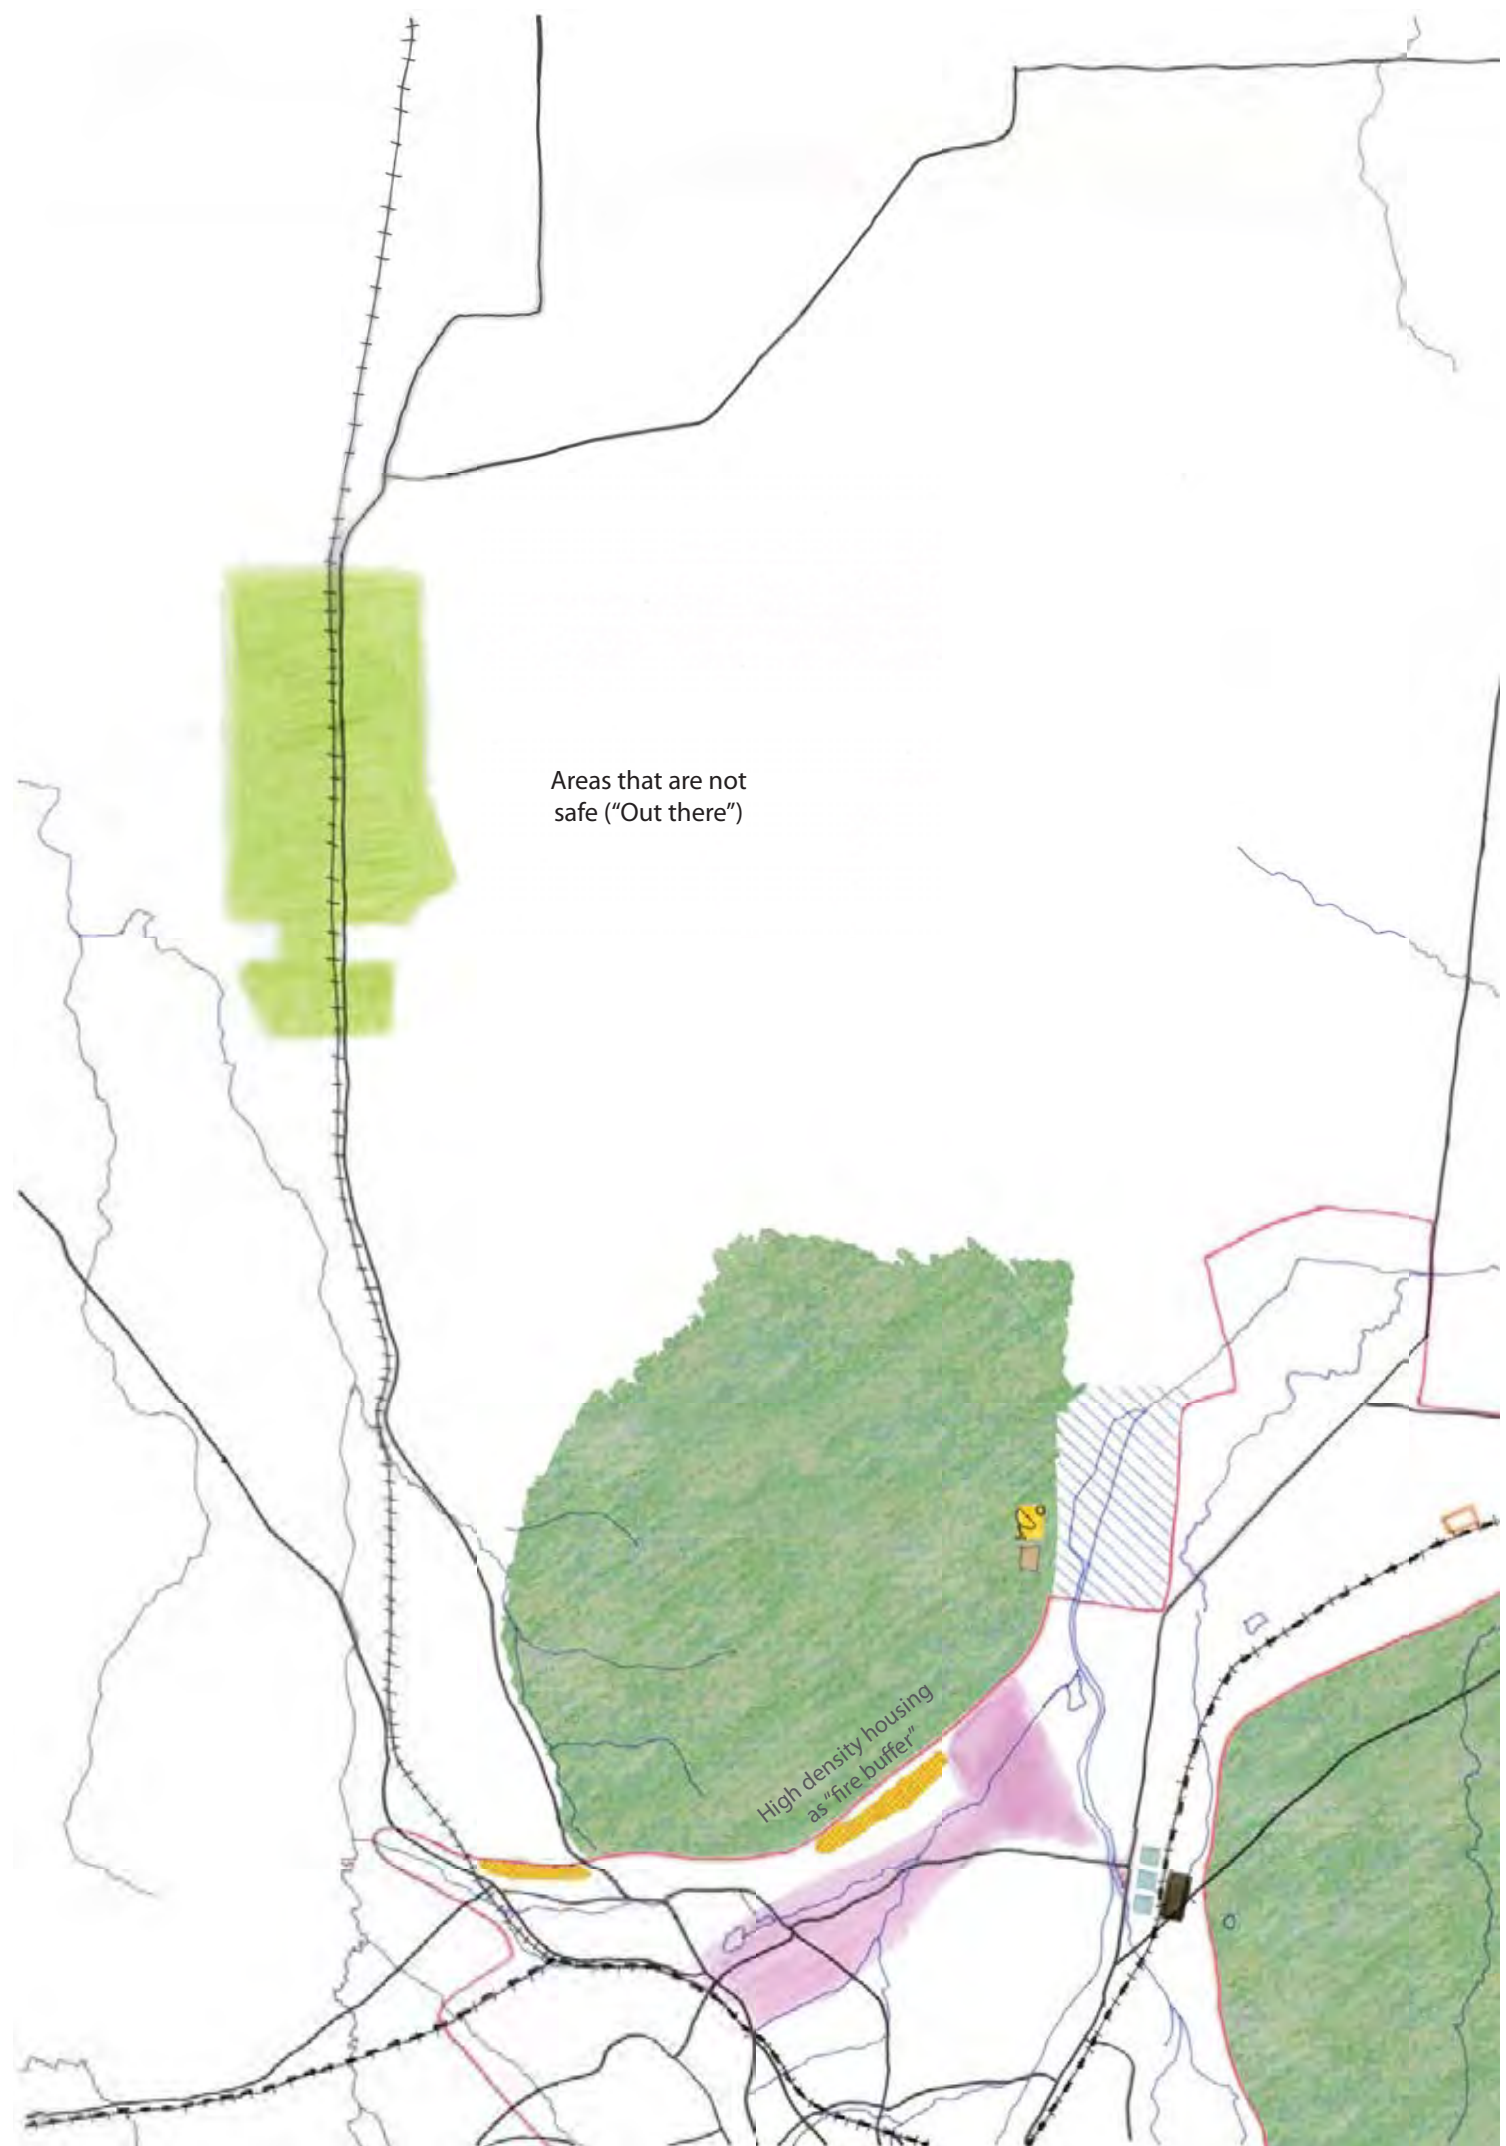 Areas that are not
safe (“Out there”)
High density housing
as “fire buffer”